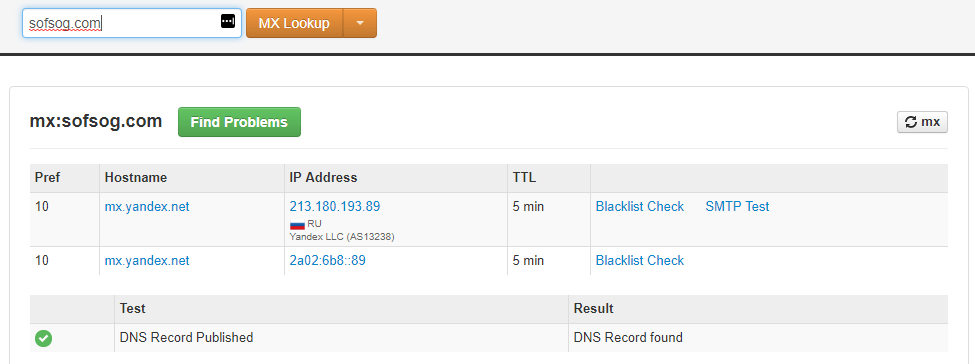 sofsog.com MX Lookup
mx:sofsog.com Find Problems mx
Pref Hostname IP Address TTL
10 mx.yandex.net 213.180.193.89 5 min Blacklist Check SMTP Test
RU
Yandex LLC (AS13238)
10 mx.yandex.net 2a02:6b8::89 5 min Blacklist Check
Test Result
DNS Record Published DNS Record found